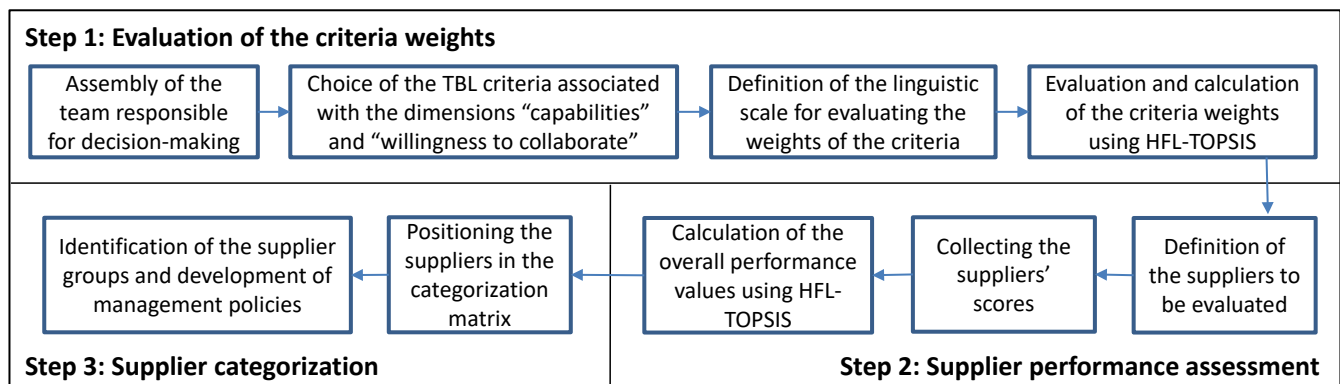 Step 1: Evaluation of the criteria weights
Assembly of the
team responsible
for decision-making
Choice of the TBL criteria associated
with the dimensions “capabilities”
and “willingness to collaborate”
Definition of the linguistic
scale for evaluating the
weights of the criteria
Evaluation and calculation
of the criteria weights
using HFL-TOPSIS
Definition of
the suppliers to
be evaluated
Collecting the
suppliers’
scores
Calculation of the
overall performance
values using HFL-
TOPSIS
Step 2: Supplier performance assessment
Positioning the
suppliers in the
categorization
matrix
Identification of the supplier
groups and development of
management policies
Step 3: Supplier categorization